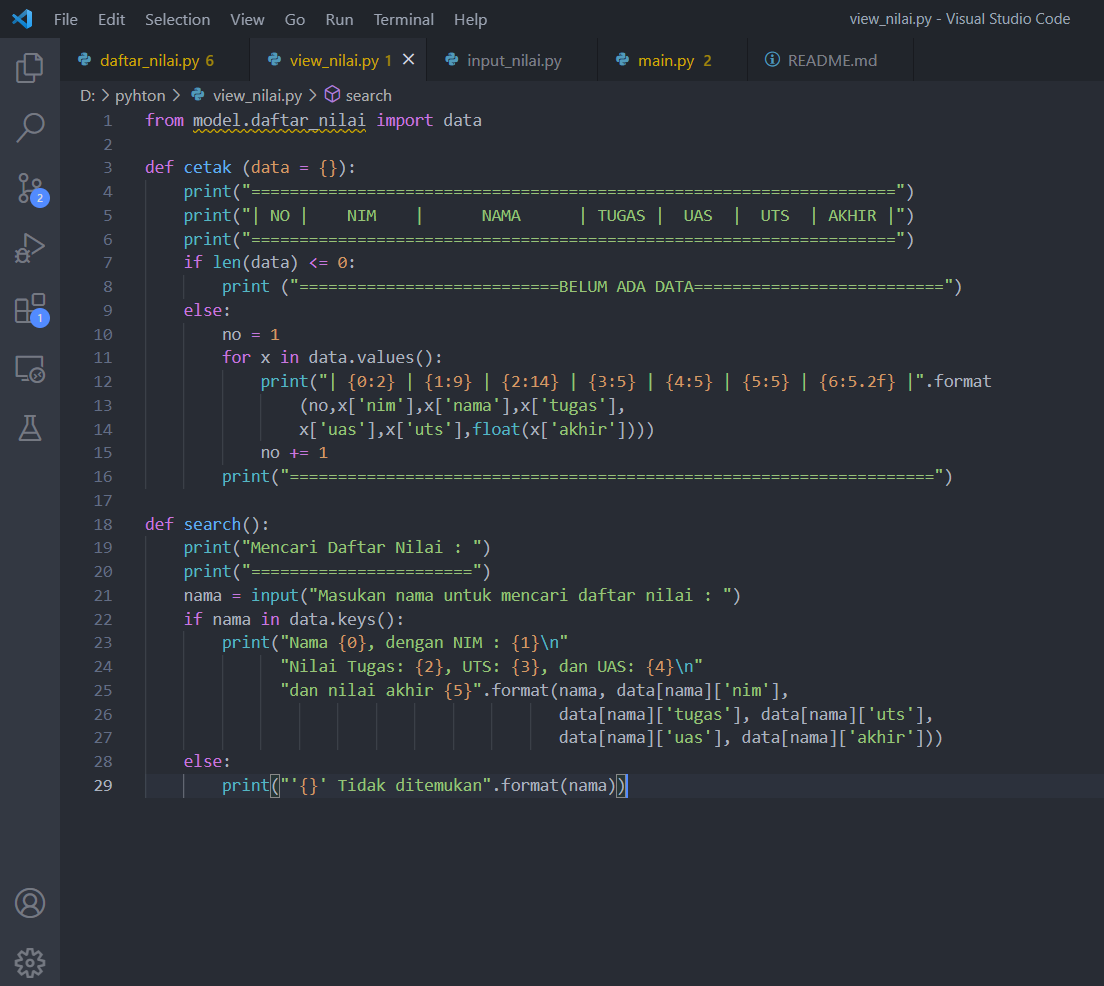 File Edit Selection View Go Run Terminal Help view_nilai.py - Visual Studio Code
daftar_nilai.py 6 view_nilai.py 1 input_nilai.py main.py 2 README.md
D: > pyhton > view_nilai.py > search
1 from model.daftar_nilai import data
2
3 def cetak (data = {}):
4     print("===================================================================")
5     print("| NO |    NIM    |      NAMA      | TUGAS |  UAS  |  UTS  | AKHIR |")
6     print("===================================================================")
7     if len(data) <= 0:
8         print ("===========================BELUM ADA DATA==========================")
9     else:
10         no = 1
11         for x in data.values():
12             print("| {0:2} | {1:9} | {2:14} | {3:5} | {4:5} | {5:5} | {6:5.2f} |".format
13                 (no,x['nim'],x['nama'],x['tugas'],
14                 x['uas'],x['uts'],float(x['akhir'])))
15             no += 1
16         print("===================================================================")
17
18 def search():
19     print("Mencari Daftar Nilai : ")
20     print("=======================")
21     nama = input("Masukan nama untuk mencari daftar nilai : ")
22     if nama in data.keys():
23         print("Nama {0}, dengan NIM : {1}\n"
24               "Nilai Tugas: {2}, UTS: {3}, dan UAS: {4}\n"
25               "dan nilai akhir {5}".format(nama, data[nama]['nim'],
26                                            data[nama]['tugas'], data[nama]['uts'],
27                                            data[nama]['uas'], data[nama]['akhir']))
28     else:
29         print("'{}' Tidak ditemukan".format(nama))
2
1